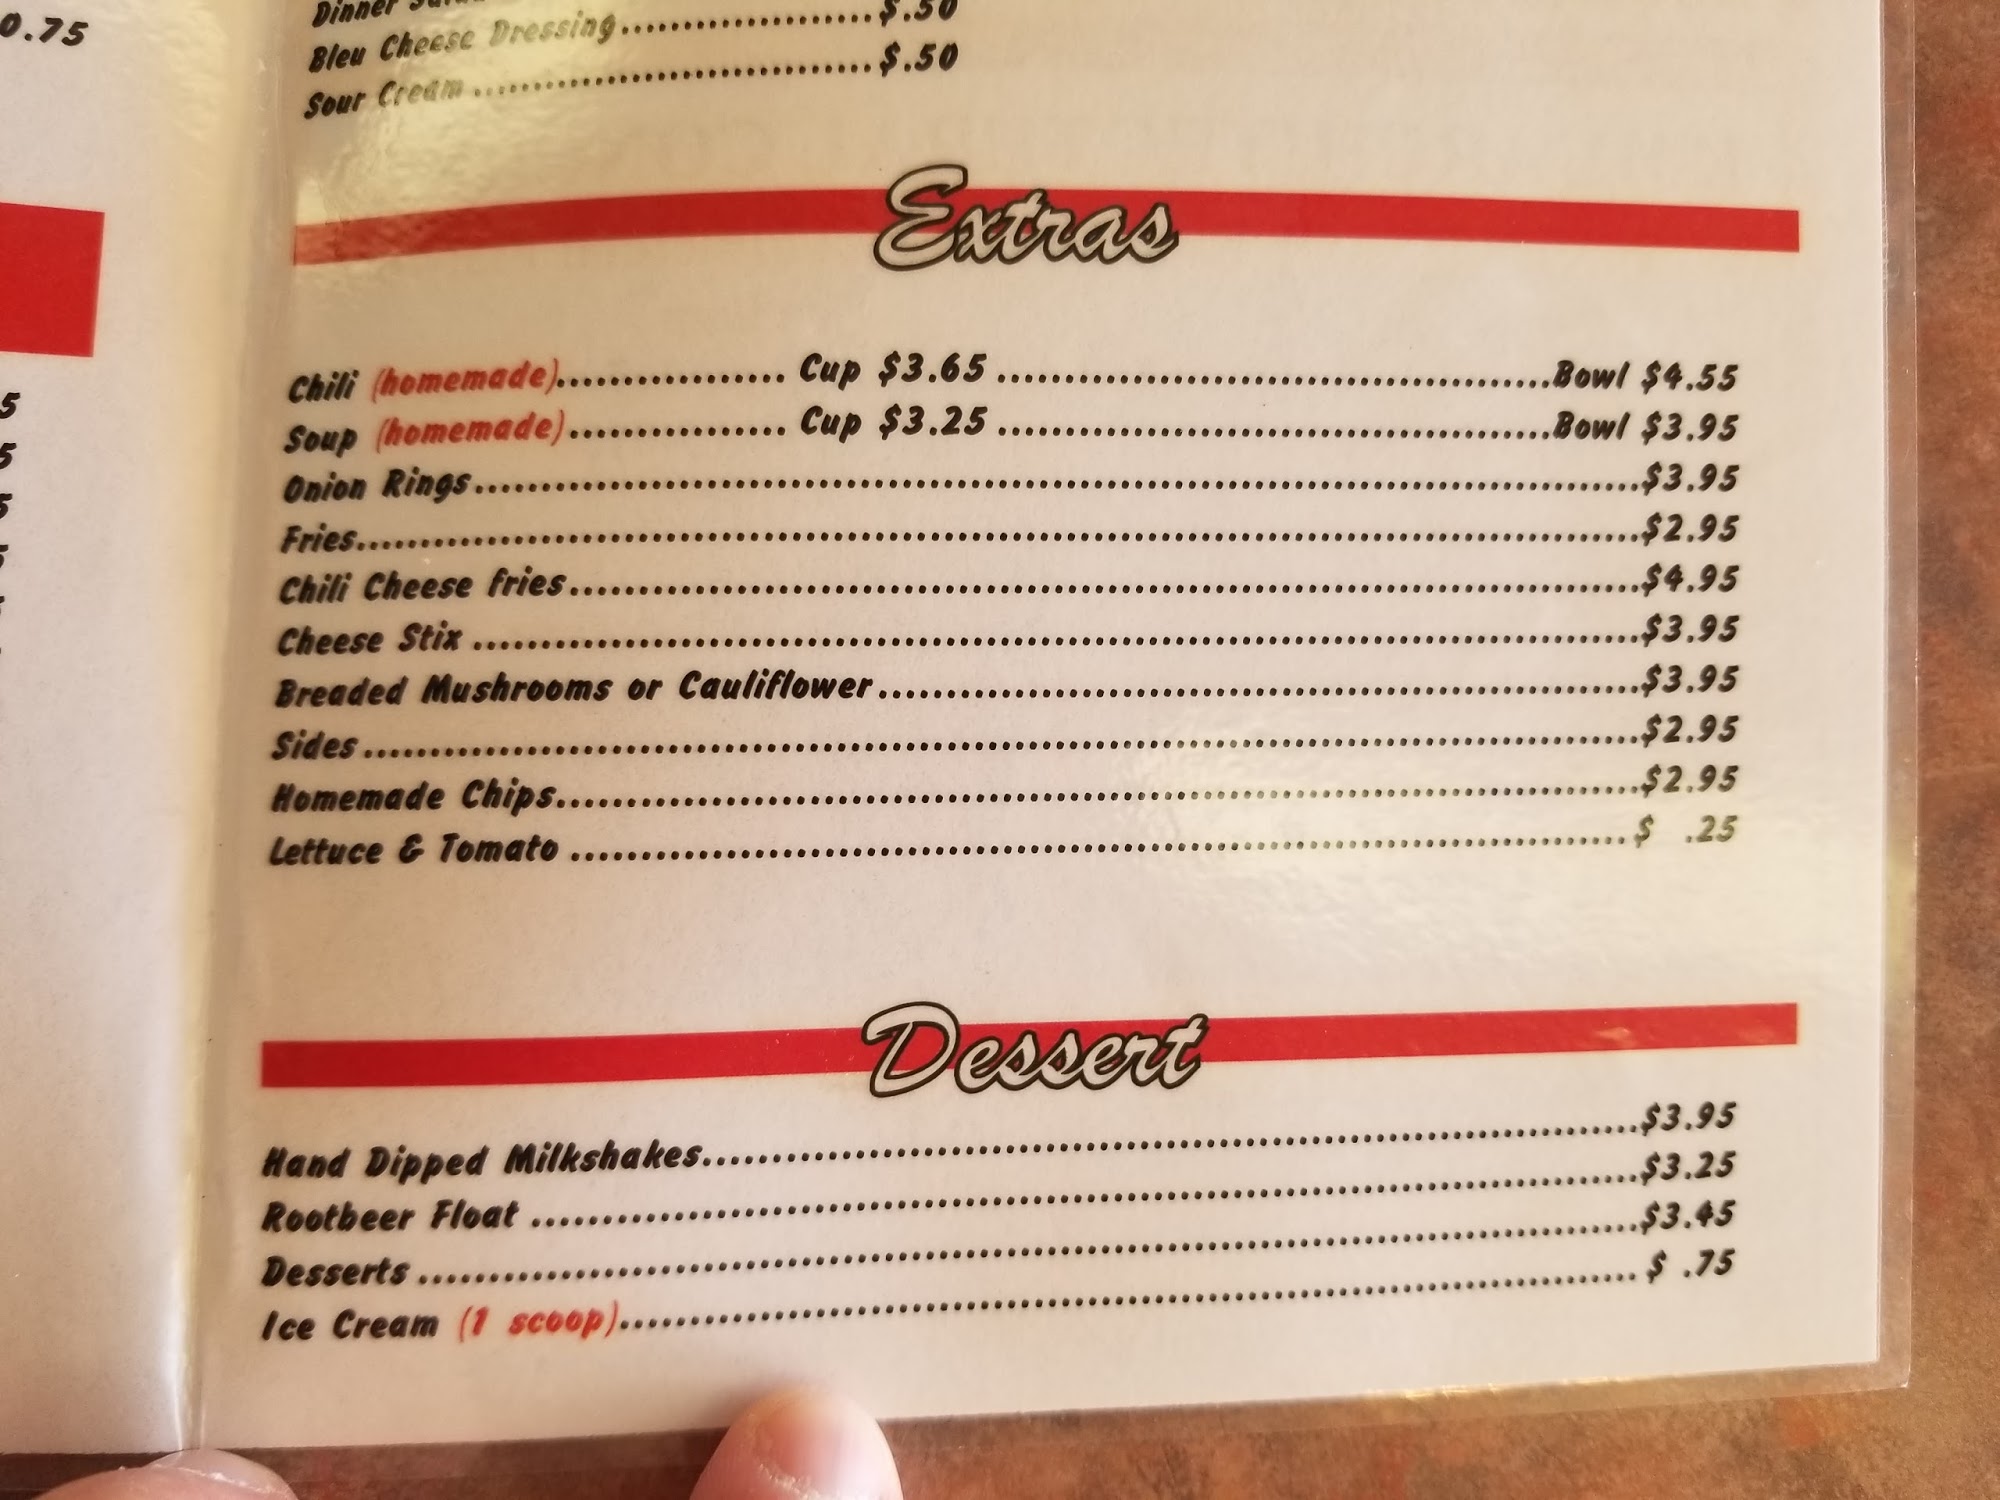 0.75
Dinner
$.50
Bleu Cheese Dressing....................$.50
Sour Cream...............................$.50
Extras
Chili (homemade).................. Cup $3.65 ..........................................Bowl $4.55
Soup (homemade)................. Cup $3.25 ..........................................Bowl $3.95
Onion Rings..........................................................................................$3.95
Fries....................................................................................................$2.95
Chili Cheese fries..................................................................................$4.95
Cheese Stix ..........................................................................................$3.95
Breaded Mushrooms or Cauliflower...........................................................$3.95
Sides ...................................................................................................$2.95
Homemade Chips...................................................................................$2.95
Lettuce & Tomato .................................................................................$ .25
Dessert
Hand Dipped Milkshakes.........................................................................$3.95
Rootbeer Float .....................................................................................$3.25
Desserts ..............................................................................................$3.45
Ice Cream (1 scoop)............................................................................... $ .75